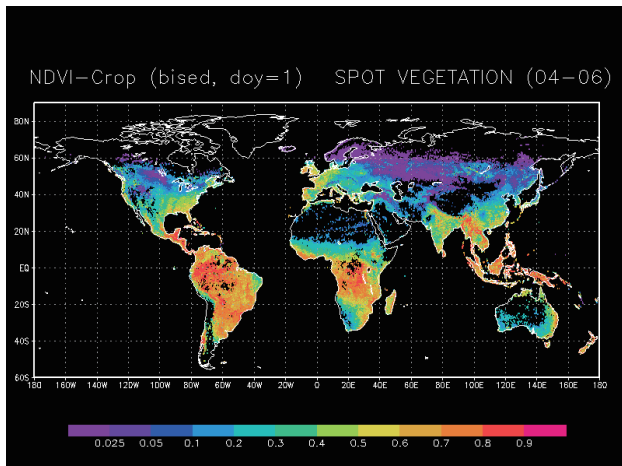 NDVI-Crop (bised, doy=1) SPOT VEGETATION (04-06)
80N
60N
40N
20N
EQ
20S
40S
60S
180 160W 140W 120W 100W 80W 60W 40W 20W 0 20E 40E 60E 80E 100E 120E 140E 160E 180
0.025 0.05 0.1 0.2 0.3 0.4 0.5 0.6 0.7 0.8 0.9